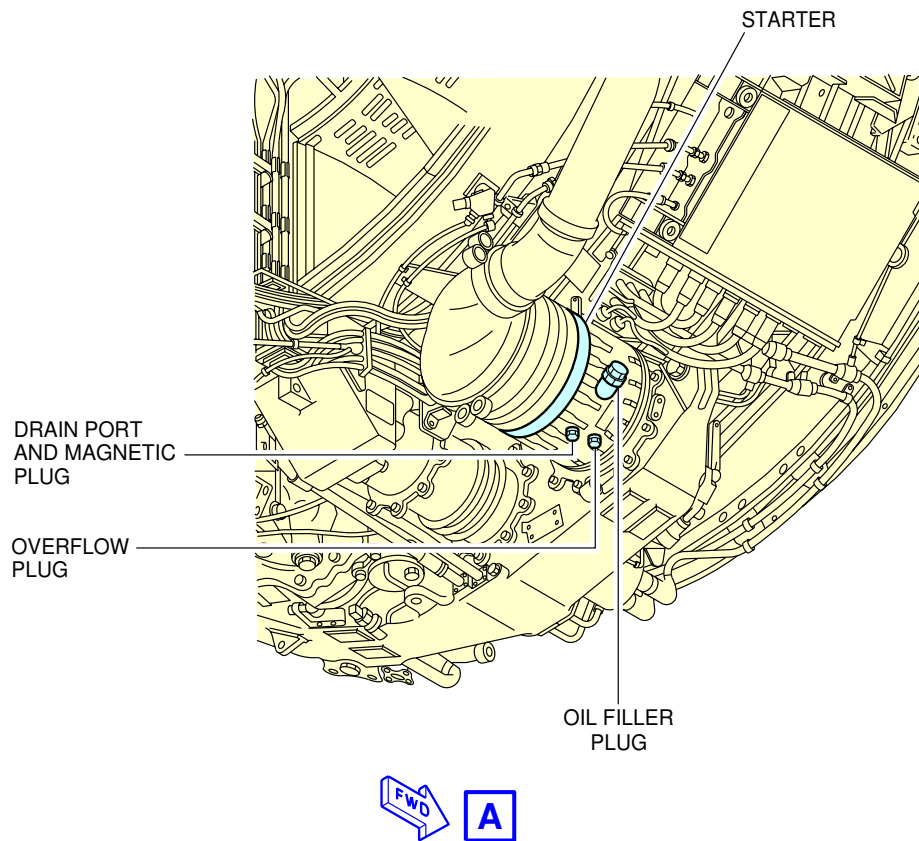 STARTER
DRAIN PORT
AND MAGNETIC
PLUG
OVERFLOW
PLUG
OIL FILLER
PLUG
FWD
A